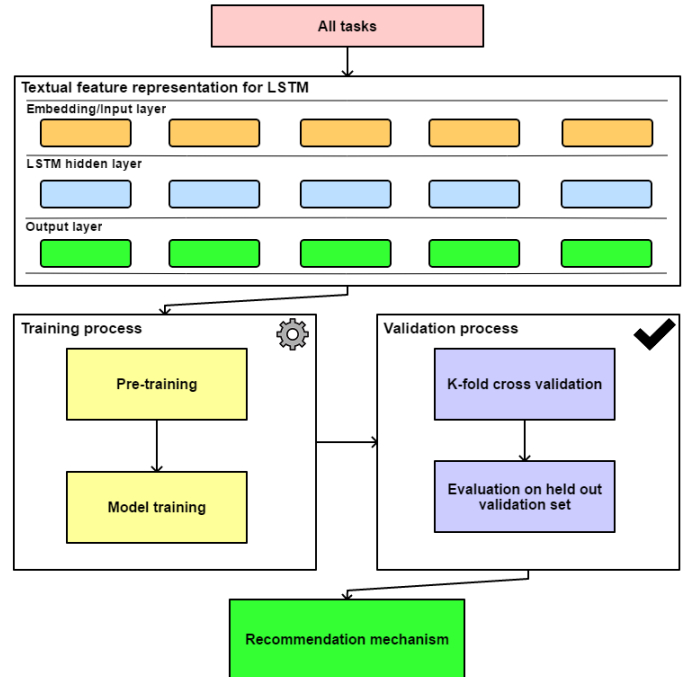 All tasks
Textual feature representation for LSTM
Embedding/Input layer
LSTM hidden layer
Output layer
Training process
Pre-training
Model training
Validation process
K-fold cross validation
Evaluation on held out
validation set
Recommendation mechanism